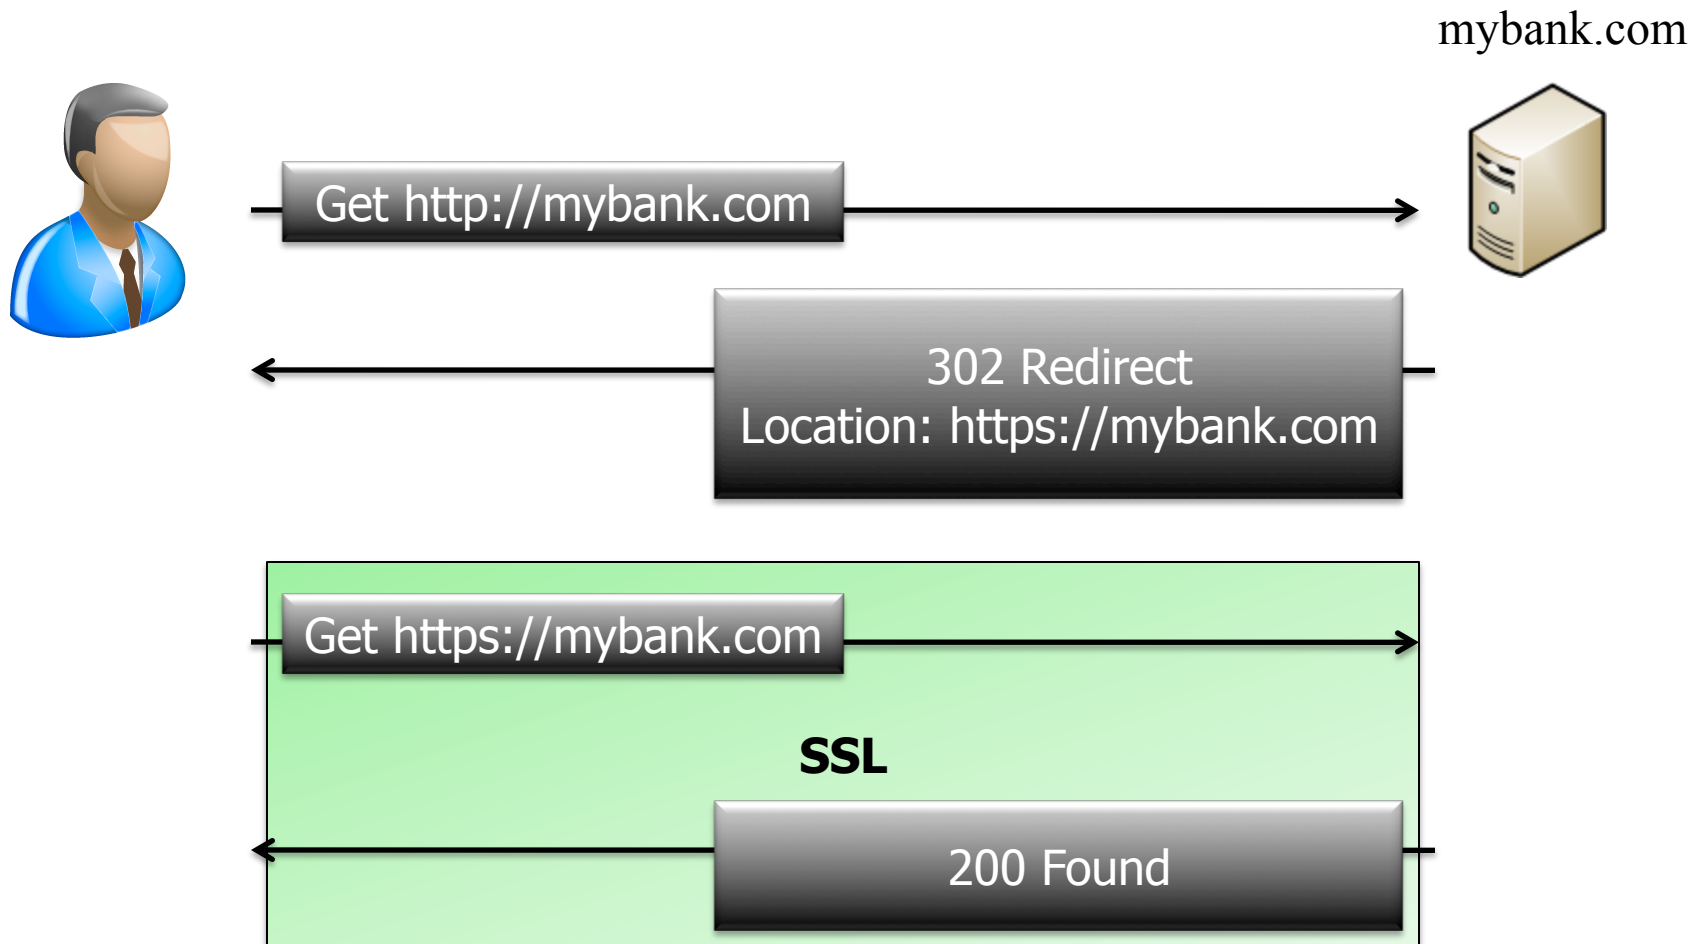 mybank.com
Get http://mybank.com
302 Redirect
Location: https://mybank.com
Get https://mybank.com
SSL
200 Found